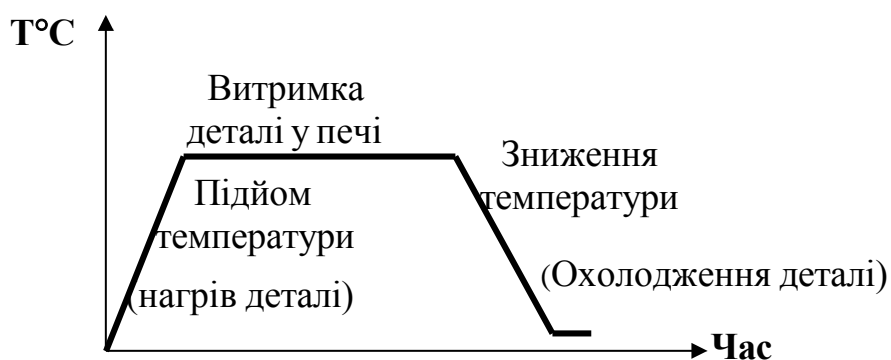 Т°С
Витримка
деталі у печі
Підйом
температури
(нагрів деталі)
Зниження
температури
(Охолодження деталі)
Час